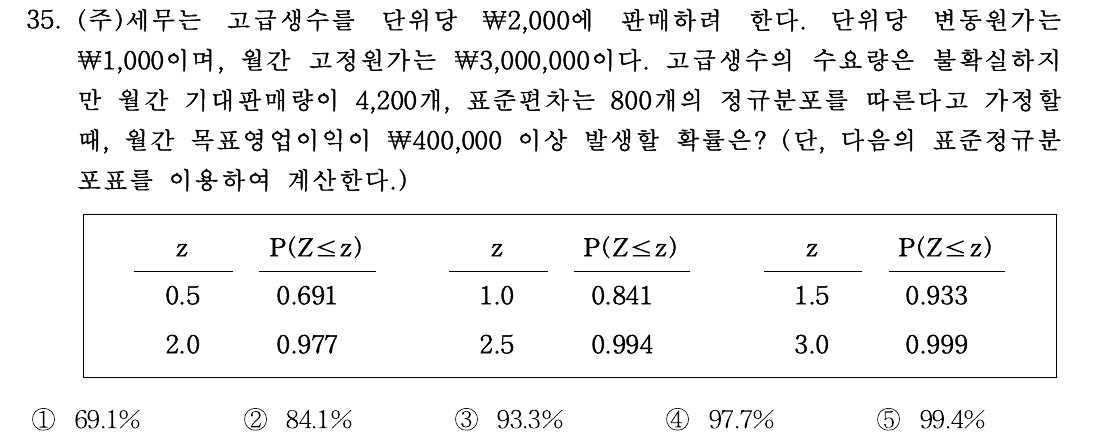 35. (주)세무는 고급생수를 단위당 ₩2,000에 판매하려 한다. 단위당 변동원가는
₩1,000이며, 월간 고정원가는 ₩3,000,000이다. 고급생수의 수요량은 불확실하지
만 월간 기대판매량이 4,200개, 표준편차는 800개의 정규분포를 따른다고 가정할
때, 월간 목표영업이익이 ₩400,000 이상 발생할 확률은? (단, 다음의 표준정규분
포표를 이용하여 계산한다.)
z P(Z≤z) z P(Z≤z) z P(Z≤z)
0.5 0.691 1.0 0.841 1.5 0.933
2.0 0.977 2.5 0.994 3.0 0.999
① 69.1% ② 84.1% ③ 93.3% ④ 97.7% ⑤ 99.4%